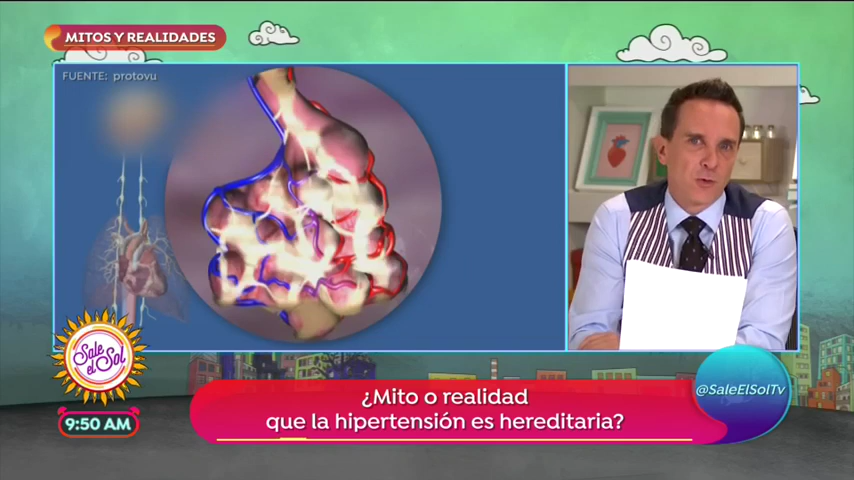 MITOS Y REALIDADES
FUENTE: protovu
Sale
el Sol
@SaleElSolTv
9:50 AM
¿Mito o realidad
que la hipertensión es hereditaria?